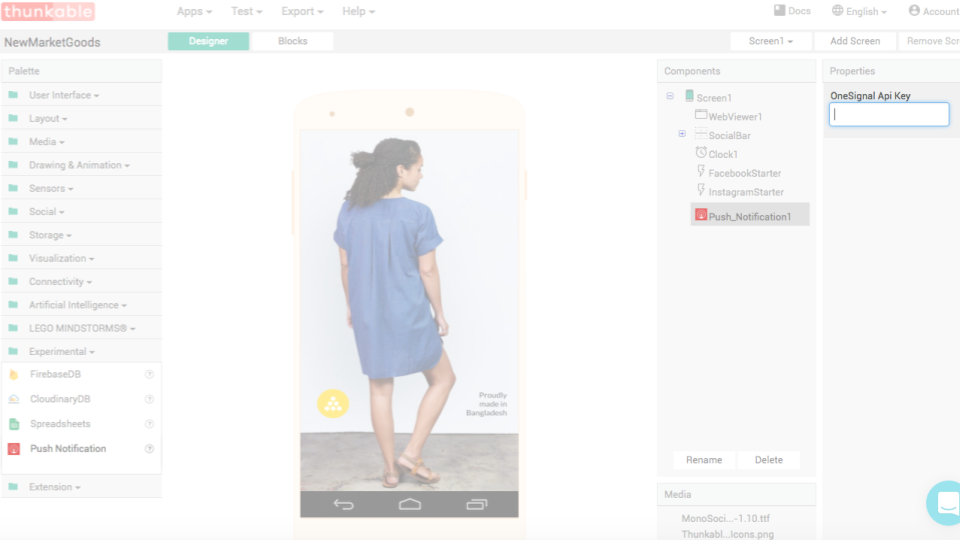 thunkable
Apps
Test
Export
Help
Docs
English
Account
NewMarketGoods
Designer
Blocks
Screen1
Add Screen
Remove Scre
Palette
User Interface
Layout
Media
Drawing & Animation
Sensors
Social
Storage
Visualization
Connectivity
Artificial Intelligence
LEGO MINDSTORMS®
Experimental
FirebaseDB
CloudinaryDB
Spreadsheets
Push Notification
Extension
Proudly
made in
Bangladesh
Components
Screen1
WebViewer1
SocialBar
Clock1
FacebookStarter
InstagramStarter
Push_Notification1
Rename
Delete
Media
MonoSoci...-1.10.ttf
Thunkabl...Icons.png
Properties
OneSignal Api Key